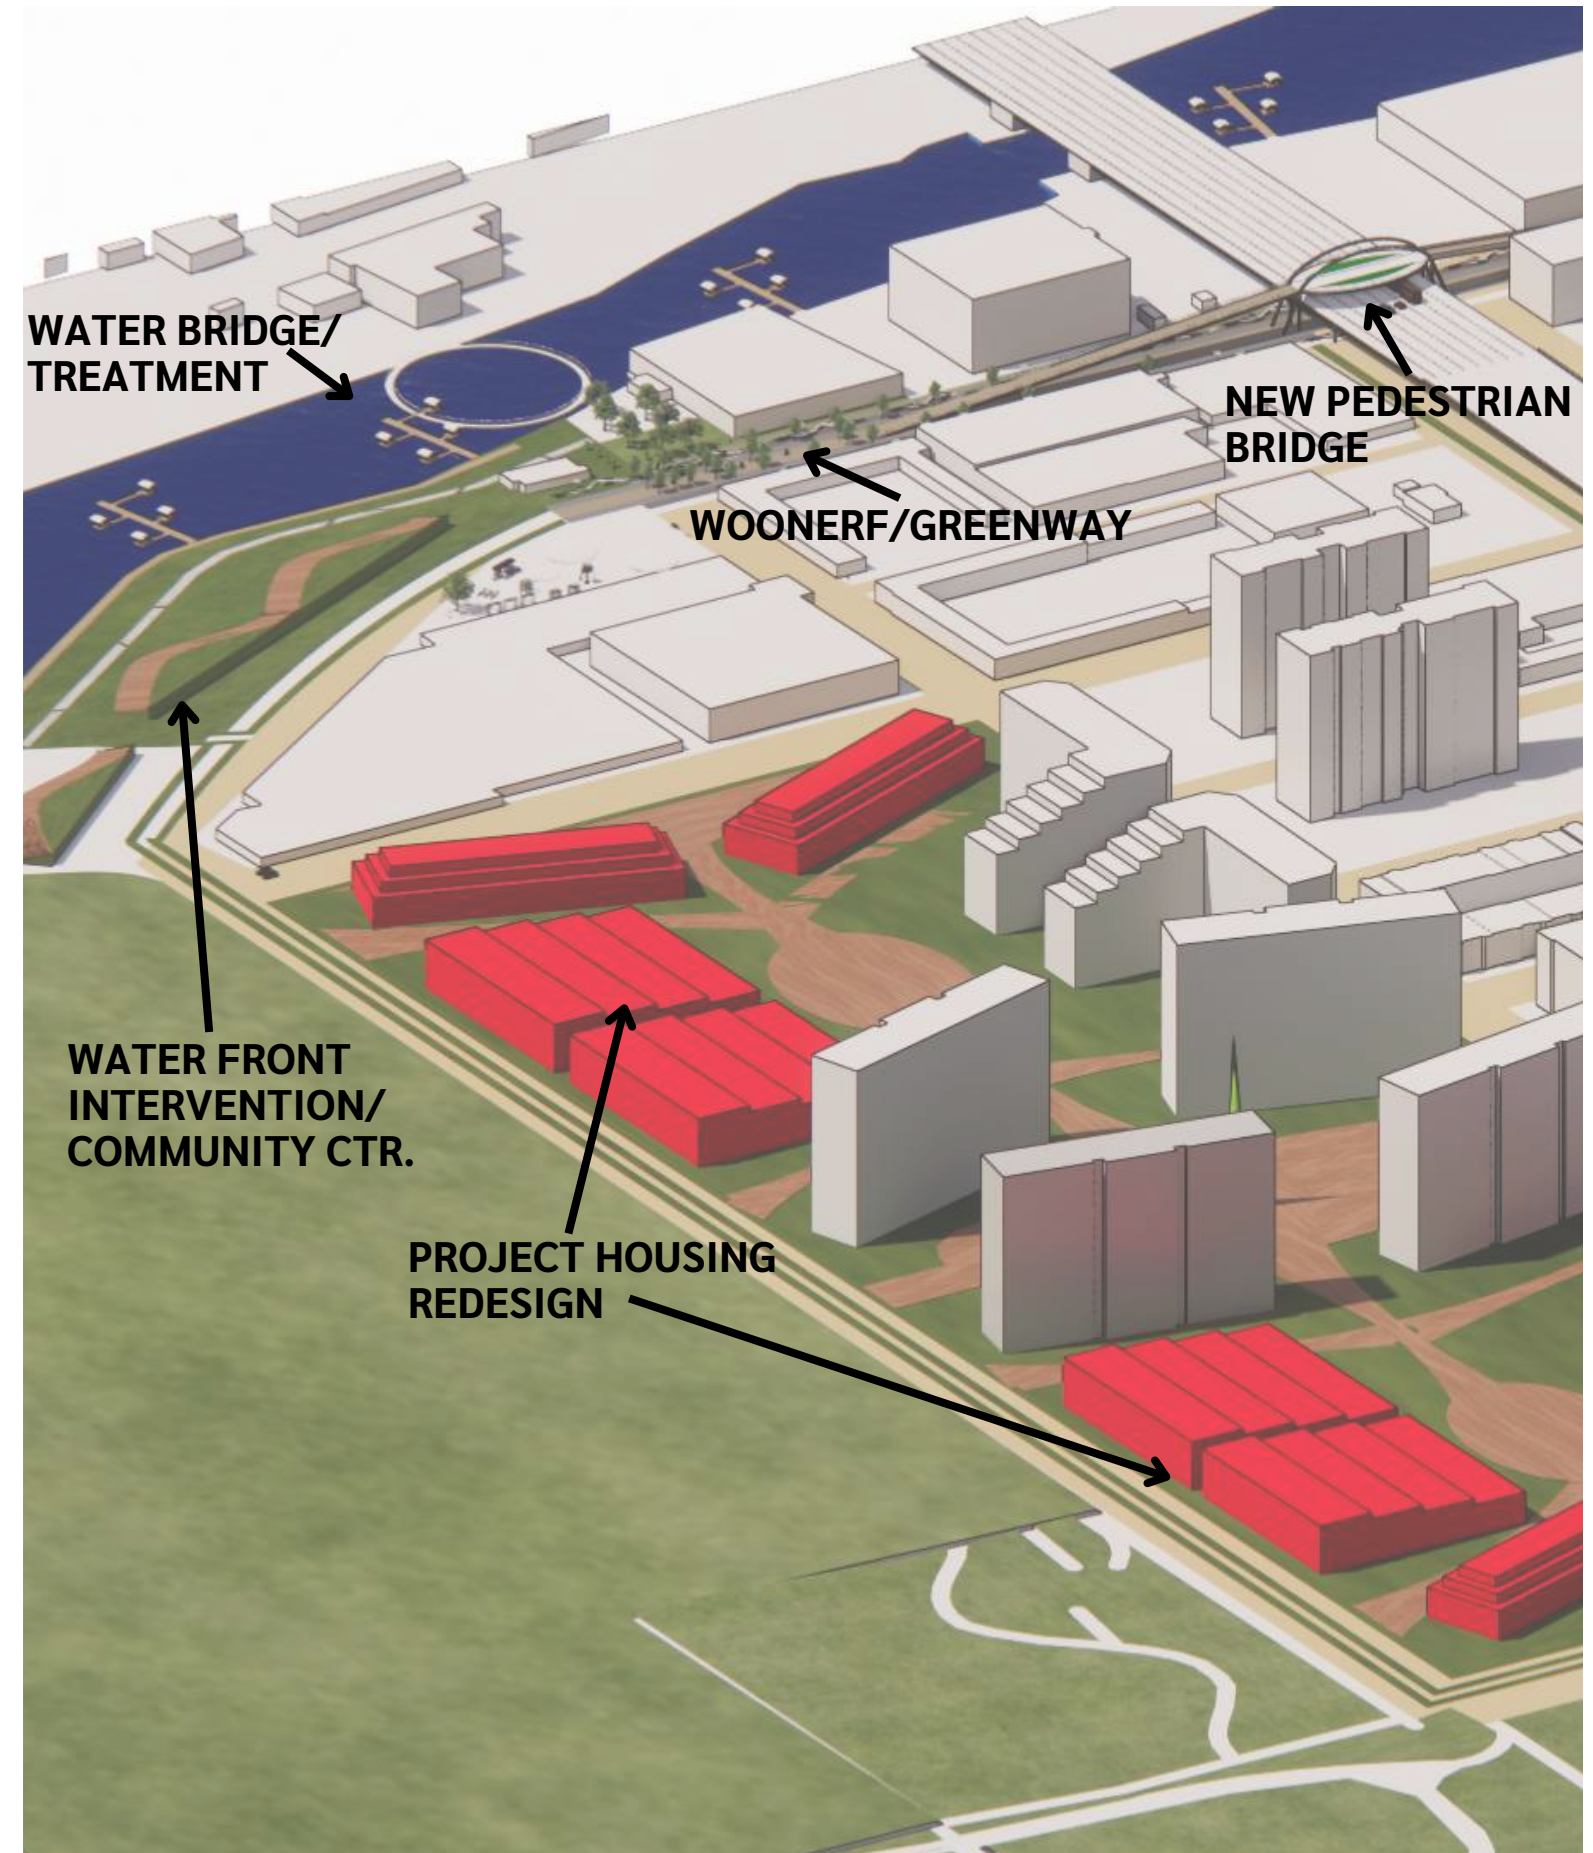 WATER BRIDGE/
TREATMENT
NEW PEDESTRIAN
BRIDGE
WOONERF/GREENWAY
WATER FRONT
INTERVENTION/
COMMUNITY CTR.
PROJECT HOUSING
REDESIGN